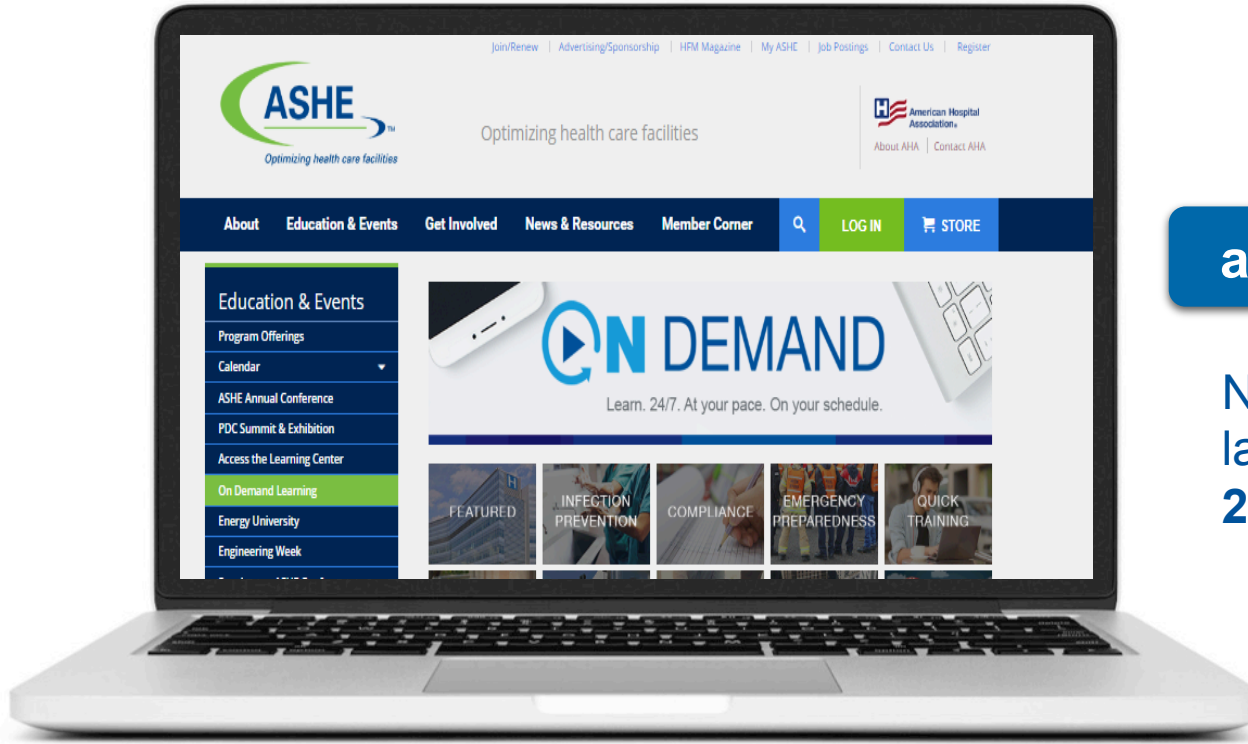 Join/Renew | Advertising/Sponsorship | HFM Magazine | My ASHE | Job Postings | Contact Us | Register
ASHE TM
Optimizing health care facilities
Optimizing health care facilities
H American Hospital
Association®
About AHA | Contact AHA
About Education & Events Get Involved News & Resources Member Corner LOG IN STORE
Education & Events
Program Offerings
Calendar
ASHE Annual Conference
PDC Summit & Exhibition
Access the Learning Center
On Demand Learning
Energy University
Engineering Week
ON DEMAND
Learn. 24/7. At your pace. On your schedule.
FEATURED
INFECTION
PREVENTION
COMPLIANCE
EMERGENCY
PREPAREDNESS
QUICK
TRAINING
a
N
la
2